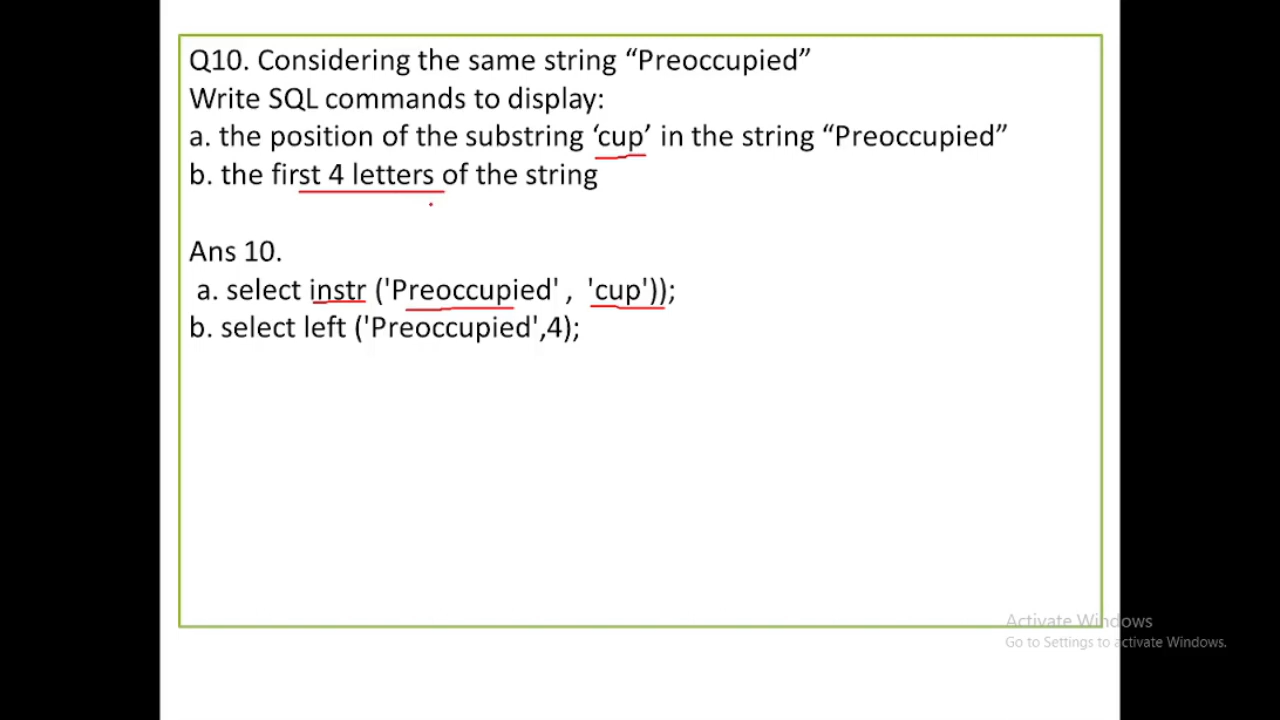 Q10. Considering the same string “Preoccupied”
Write SQL commands to display:
a. the position of the substring ‘cup’ in the string “Preoccupied”
b. the first 4 letters of the string
Ans 10.
a. select instr ('Preoccupied' , 'cup'));
b. select left ('Preoccupied',4);
Activate Windows
Go to Settings to activate Windows.